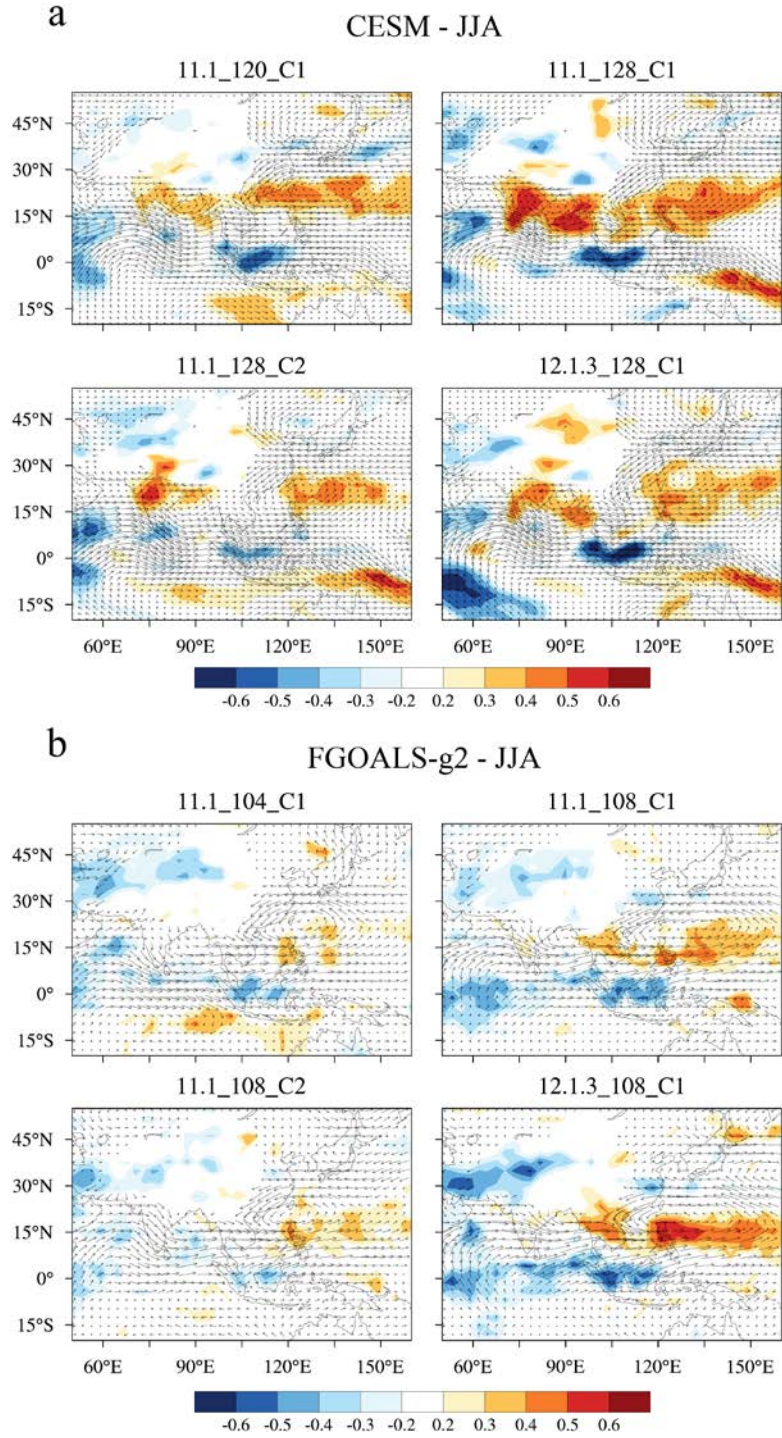 a
CESM - JJA
11.1_120_C1 11.1_128_C1
45°N
30°N
15°N
0°
15°S
11.1_128_C2 12.1.3_128_C1
45°N
30°N
15°N
0°
15°S
60°E 90°E 120°E 150°E 60°E 90°E 120°E 150°E
-0.6 -0.5 -0.4 -0.3 -0.2 0.2 0.3 0.4 0.5 0.6
b
FGOALS-g2 - JJA
11.1_104_C1 11.1_108_C1
45°N
30°N
15°N
0°
15°S
11.1_108_C2 12.1.3_108_C1
45°N
30°N
15°N
0°
15°S
60°E 90°E 120°E 150°E 60°E 90°E 120°E 150°E
-0.6 -0.5 -0.4 -0.3 -0.2 0.2 0.3 0.4 0.5 0.6